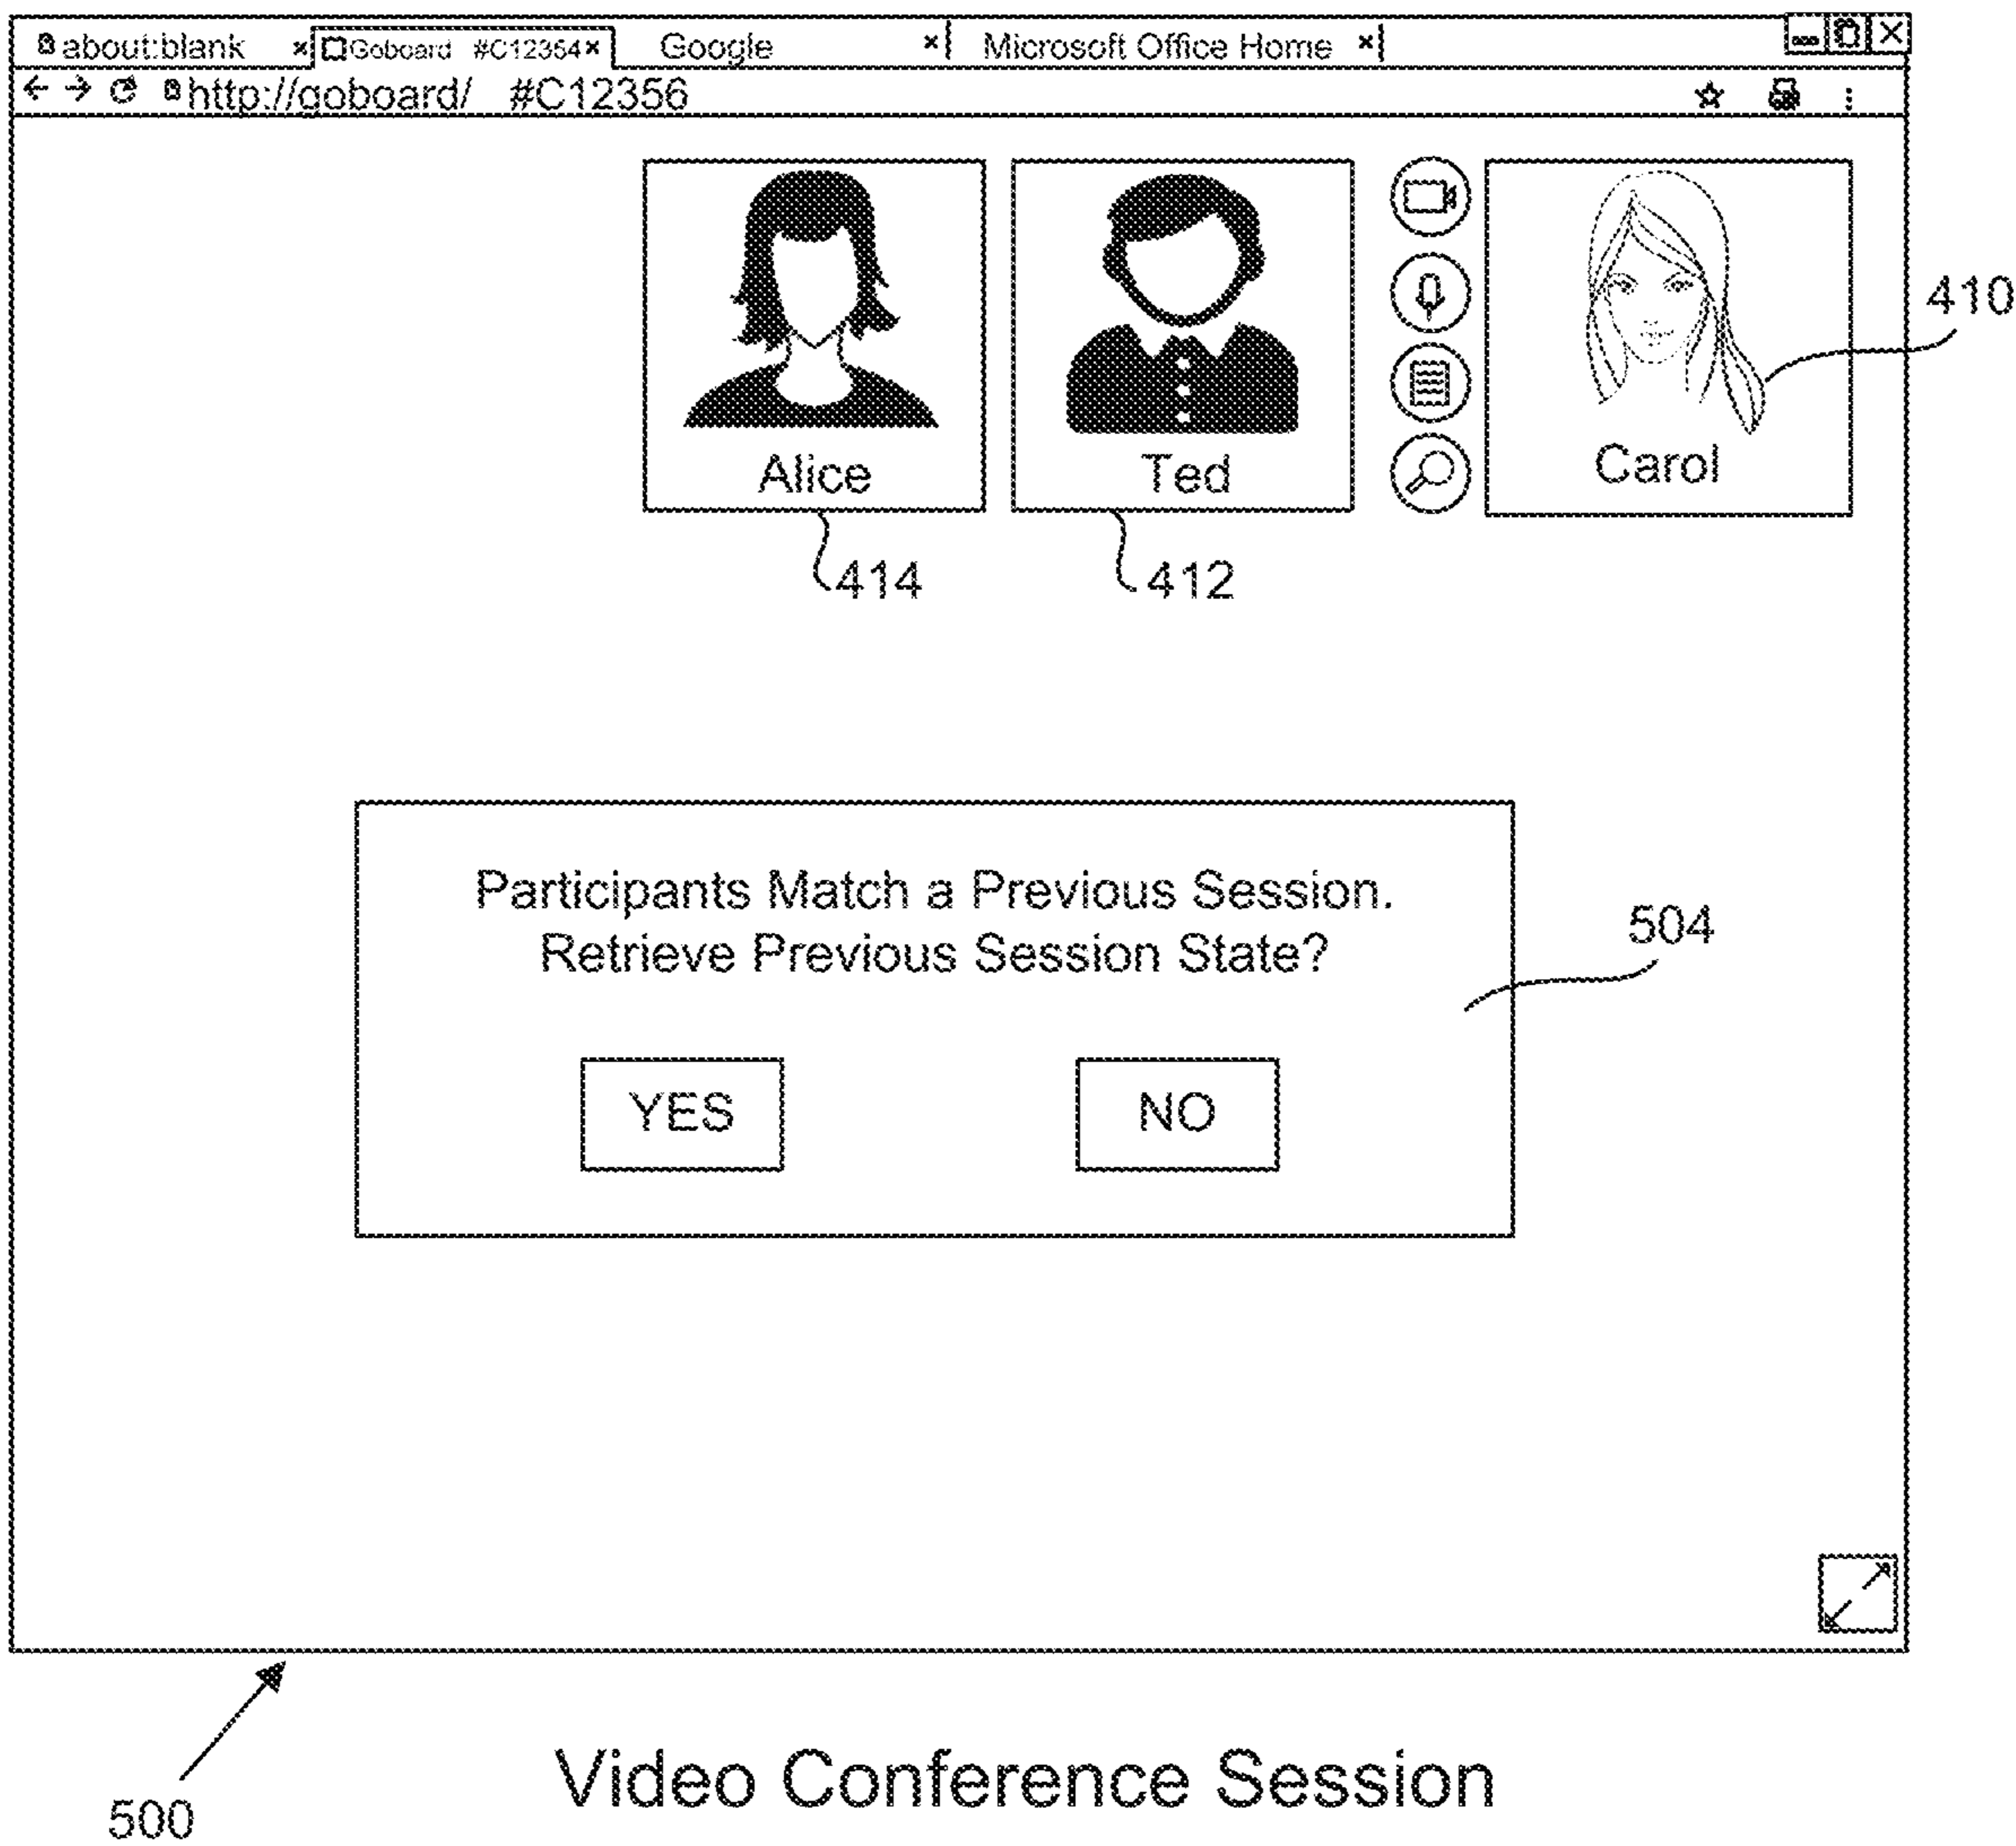 about:blank × Goboard #C12354× Google × Microsoft Office Home ×
http://goboard/ #C12356
Alice Ted Carol
410
414 412
Participants Match a Previous Session.
Retrieve Previous Session State?
504
YES NO
500
Video Conference Session